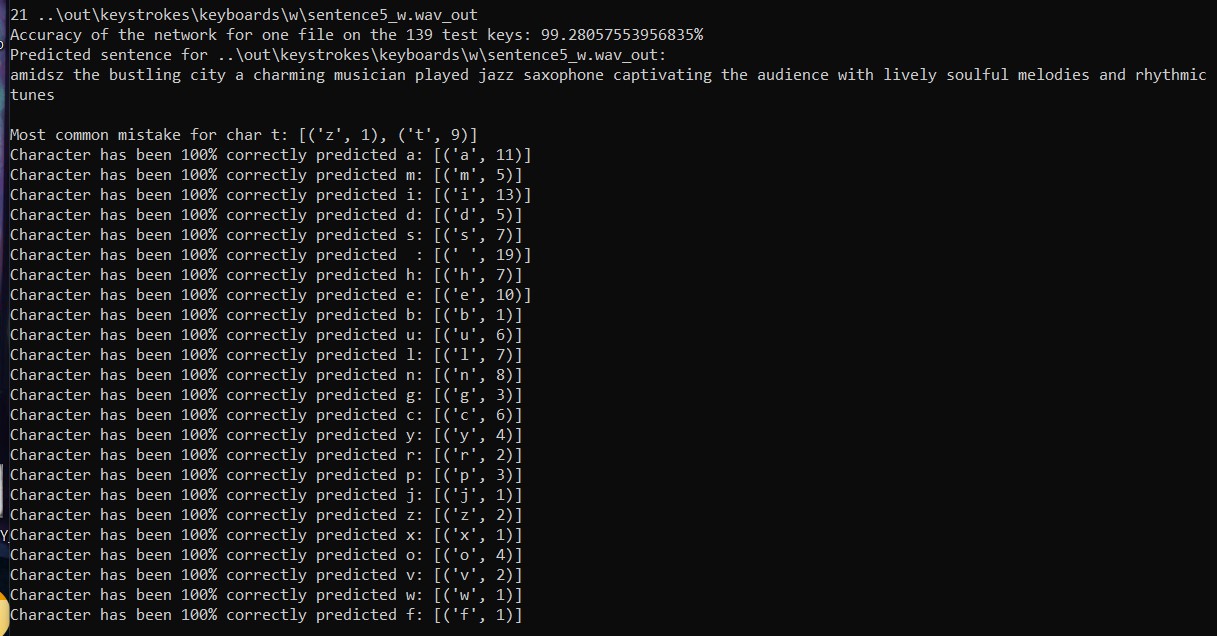 21 ..\out\keystrokes\keyboards\w\sentence5_w.wav_out
Accuracy of the network for one file on the 139 test keys: 99.28057553956835%
Predicted sentence for ..\out\keystrokes\keyboards\w\sentence5_w.wav_out:
amidsz the bustling city a charming musician played jazz saxophone captivating the audience with lively soulful melodies and rhythmic
tunes
Most common mistake for char t: [('z', 1), ('t', 9)]
Character has been 100% correctly predicted a: [('a', 11)]
Character has been 100% correctly predicted m: [('m', 5)]
Character has been 100% correctly predicted i: [('i', 13)]
Character has been 100% correctly predicted d: [('d', 5)]
Character has been 100% correctly predicted s: [('s', 7)]
Character has been 100% correctly predicted  : [(' ', 19)]
Character has been 100% correctly predicted h: [('h', 7)]
Character has been 100% correctly predicted e: [('e', 10)]
Character has been 100% correctly predicted b: [('b', 1)]
Character has been 100% correctly predicted u: [('u', 6)]
Character has been 100% correctly predicted l: [('l', 7)]
Character has been 100% correctly predicted n: [('n', 8)]
Character has been 100% correctly predicted g: [('g', 3)]
Character has been 100% correctly predicted c: [('c', 6)]
Character has been 100% correctly predicted y: [('y', 4)]
Character has been 100% correctly predicted r: [('r', 2)]
Character has been 100% correctly predicted p: [('p', 3)]
Character has been 100% correctly predicted j: [('j', 1)]
Character has been 100% correctly predicted z: [('z', 2)]
Character has been 100% correctly predicted x: [('x', 1)]
Character has been 100% correctly predicted o: [('o', 4)]
Character has been 100% correctly predicted v: [('v', 2)]
Character has been 100% correctly predicted w: [('w', 1)]
Character has been 100% correctly predicted f: [('f', 1)]